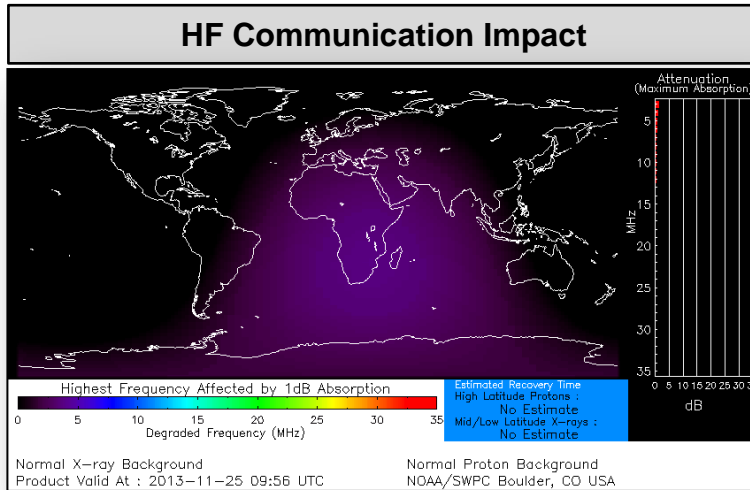 HF Communication Impact
Attenuation
(Maximum Absorption)
5
10
15
20
25
30
35
MHz
0 5 10 15 20 25 30
dB
Highest Frequency Affected by 1dB Absorption
0 5 10 15 20 25 30 35
Degraded Frequency (MHz)
Estimated Recovery Time
High Latitude Protons :
No Estimate
Mid/Low Latitude X-rays :
No Estimate
Normal X-ray Background
Normal Proton Background
Product Valid At : 2013-11-25 09:56 UTC
NOAA/SWPC Boulder, CO USA